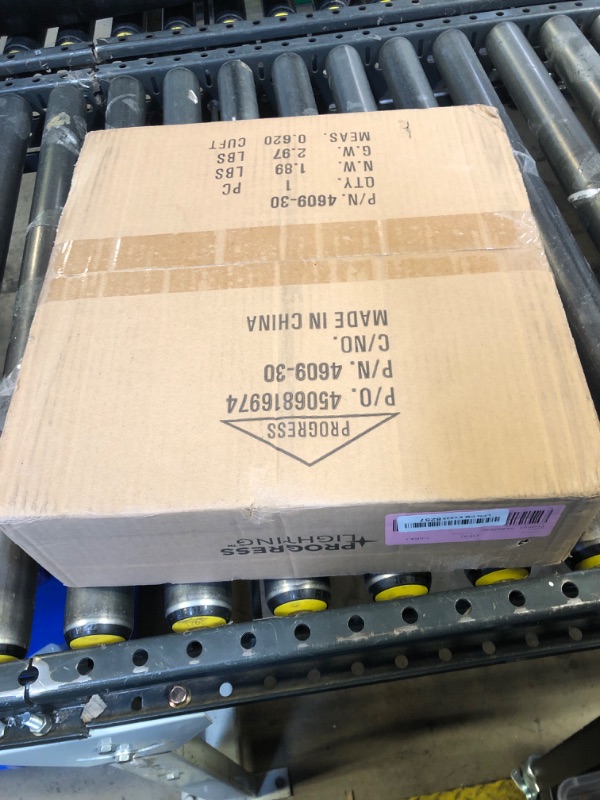 PROGRESS
P/O. 4506816974
P/N. 4609-30
C/NO.
MADE IN CHINA
P/N. 4609-30
QTY. 1 PC
N.W. 1.89 LBS
G.W. 2.97 LBS
MEAS. 0.620 CUFT
PROGRESS
LIGHTING™